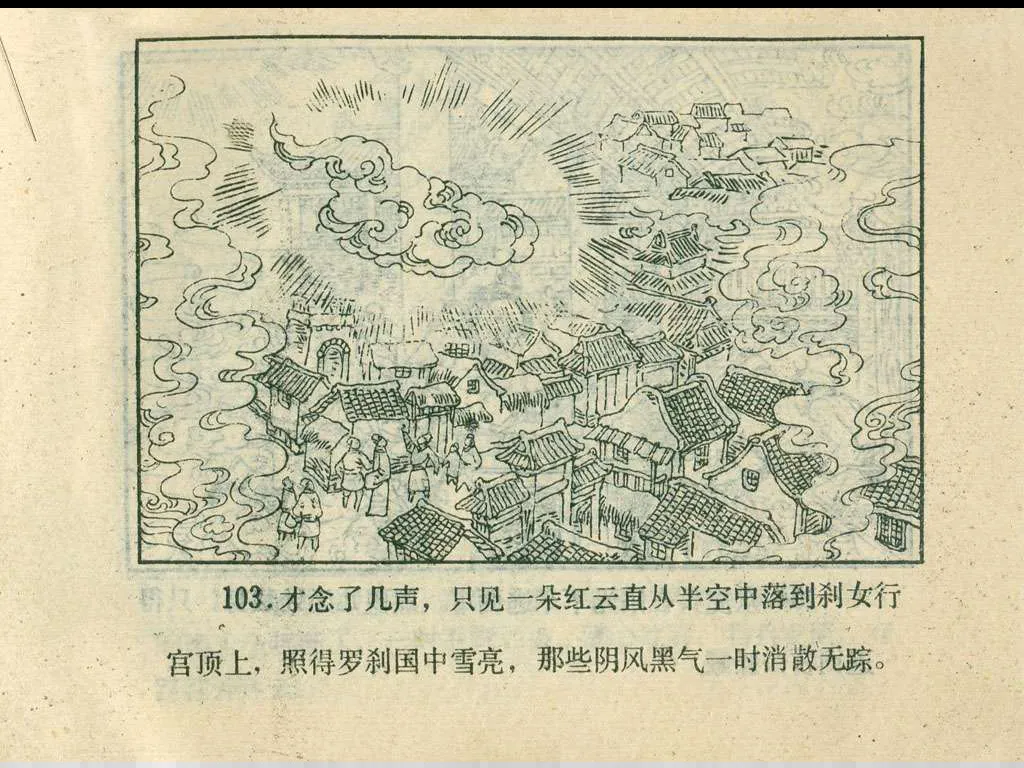 103.才念了几声，只见一朵红云直从半空中落到刹女行
宫顶上，照得罗刹国中雪亮，那些阴风黑气一时消散无踪。